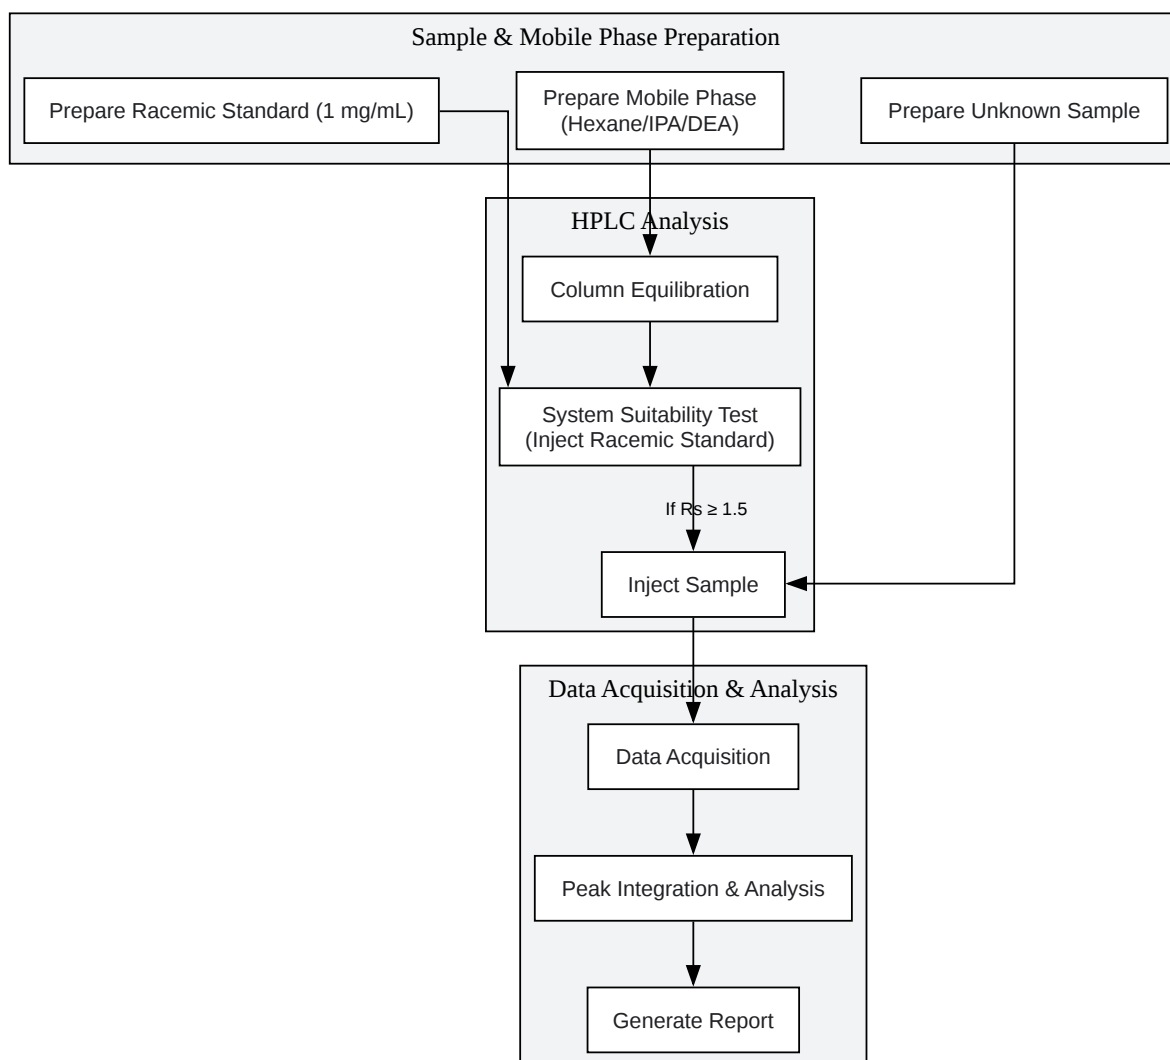 Sample & Mobile Phase Preparation
Prepare Racemic Standard (1 mg/mL)
Prepare Mobile Phase
(Hexane/IPA/DEA)
Prepare Unknown Sample
HPLC Analysis
Column Equilibration
System Suitability Test
(Inject Racemic Standard)
If Rs ≥ 1.5
Inject Sample
Data Acquisition & Analysis
Data Acquisition
Peak Integration & Analysis
Generate Report